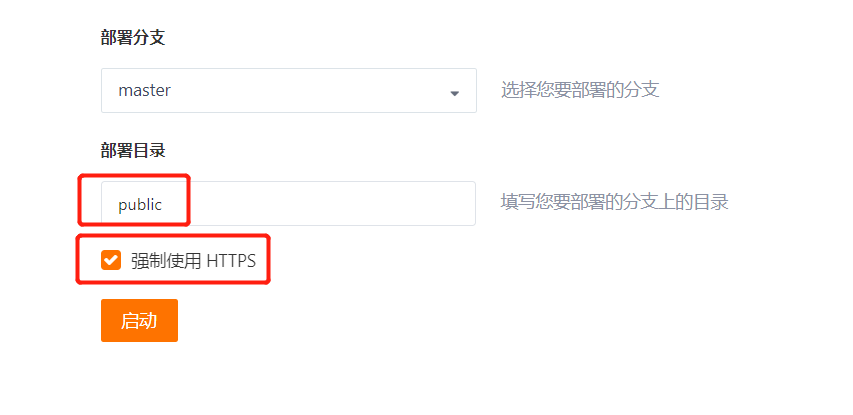 部署分支
master 选择您要部署的分支
部署目录
public 填写您要部署的分支上的目录
强制使用 HTTPS
启动